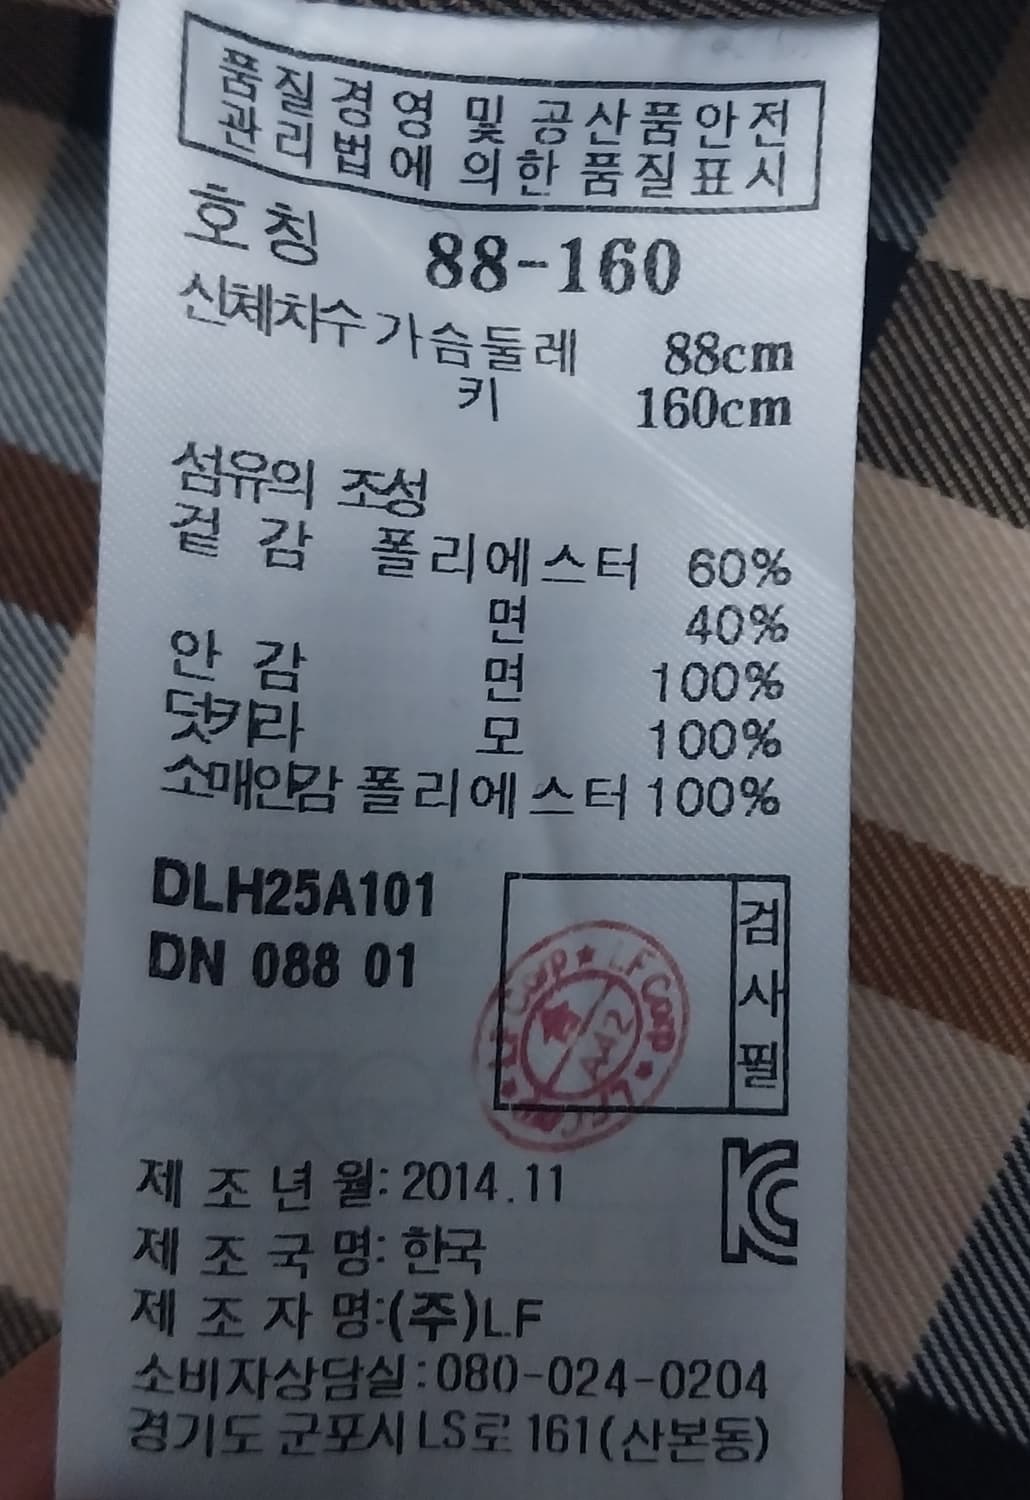 품질경영 및 공산품안전
관리법에 의한 품질표시
호칭 88-160
신체치수 가슴둘레 88cm
키 160cm
섬유의 조성
겉 감 폴리에스터 60%
면 40%
안 감 면 100%
덧카라 모 100%
소매안감 폴리에스터 100%
DLH25A101
DN 088 01
검사필
LF Corp ★ LF Corp ★ LF Corp ★
제 조 년 월: 2014.11
제 조 국 명: 한국
제 조 자 명:(주)LF
소비자상담실:080-024-0204
경기도 군포시 LS로 161(산본동)